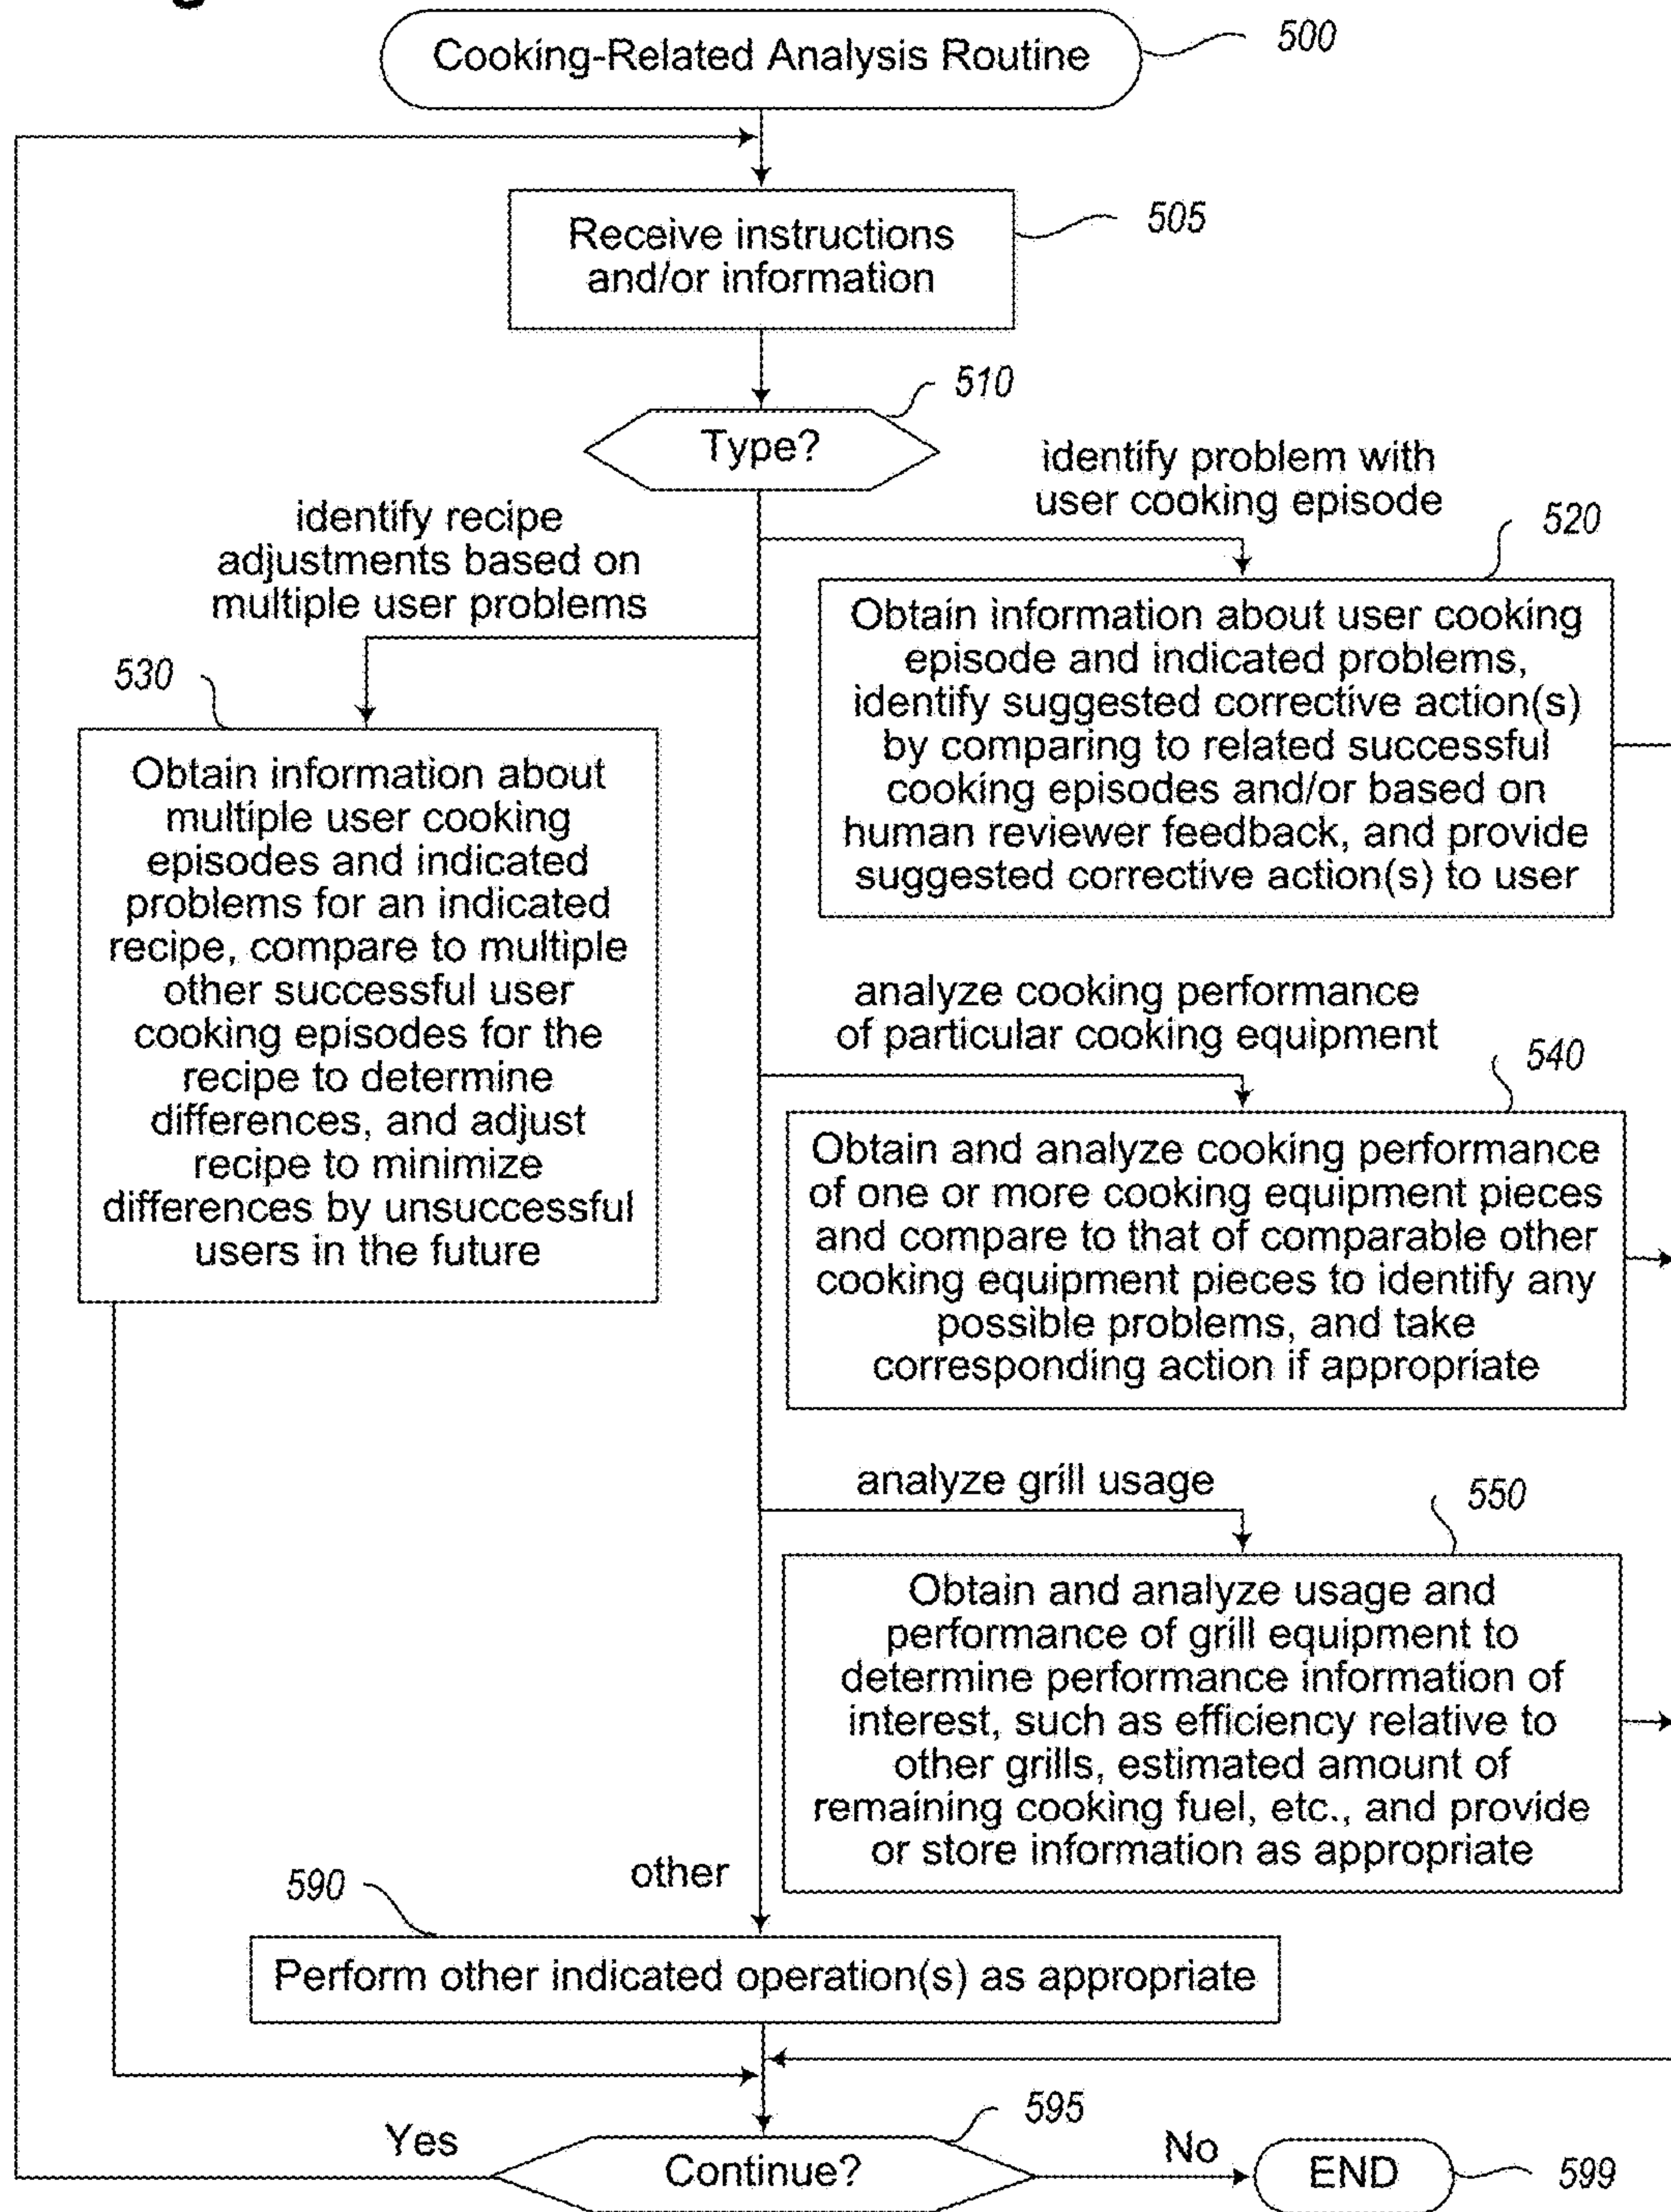 Cooking-Related Analysis Routine
500
Receive instructions
and/or information
505
Type?
510
identify problem with
user cooking episode
520
Obtain information about user cooking
episode and indicated problems,
identify suggested corrective action(s)
by comparing to related successful
cooking episodes and/or based on
human reviewer feedback, and provide
suggested corrective action(s) to user
identify recipe
adjustments based on
multiple user problems
530
Obtain information about
multiple user cooking
episodes and indicated
problems for an indicated
recipe, compare to multiple
other successful user
cooking episodes for the
recipe to determine
differences, and adjust
recipe to minimize
differences by unsuccessful
users in the future
analyze cooking performance
of particular cooking equipment
540
Obtain and analyze cooking performance
of one or more cooking equipment pieces
and compare to that of comparable other
cooking equipment pieces to identify any
possible problems, and take
corresponding action if appropriate
analyze grill usage
550
Obtain and analyze usage and
performance of grill equipment to
determine performance information of
interest, such as efficiency relative to
other grills, estimated amount of
remaining cooking fuel, etc., and provide
or store information as appropriate
other
590
Perform other indicated operation(s) as appropriate
Yes
Continue?
595
No
END
599